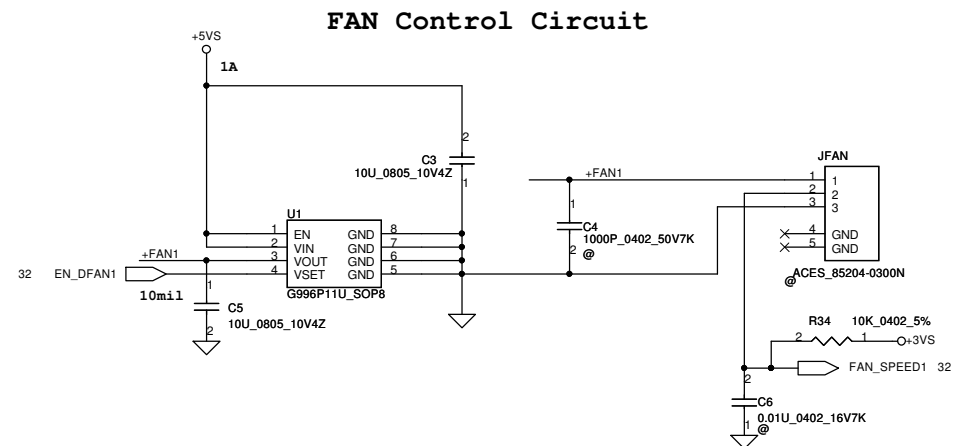 FAN Control Circuit
+5VS
1A
2
C3
10U_0805_10V4Z
1
U1
1 EN GND 8
2 VIN GND 7
+FAN1 3 VOUT GND 6
32 EN_DFAN1 4 VSET GND 5
G996P11U_SOP8
10mil
1
C5
10U_0805_10V4Z
2
+FAN1
1
C4
1000P_0402_50V7K
2
@
JFAN
1 1
2 2
3 3
4 GND
5 GND
@ACES_85204-0300N
R34 10K_0402_5%
2 1 +3VS
FAN_SPEED1 32
2
C6
0.01U_0402_16V7K
1
@